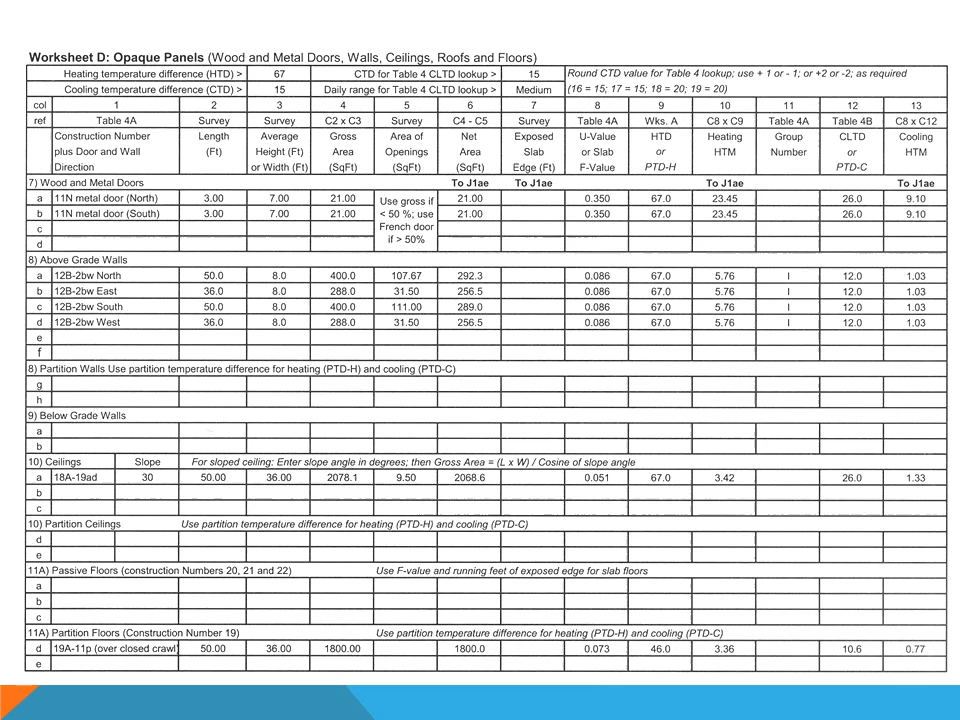 Worksheet D: Opaque Panels (Wood and Metal Doors, Walls, Ceilings, Roofs and Floors)
Heating temperature difference (HTD) > 67 CTD for Table 4 CLTD lookup > 15 Round CTD value for Table 4 lookup; use + 1 or - 1; or +2 or -2; as required
Cooling temperature difference (CTD) > 15 Daily range for Table 4 CLTD lookup > Medium (16 = 15; 17 = 15; 18 = 20; 19 = 20)
col 1 2 3 4 5 6 7 8 9 10 11 12 13
ref Table 4A Survey Survey C2 x C3 Survey C4 - C5 Survey Table 4A Wks. A C8 x C9 Table 4A Table 4B C8 x C12
Construction Number Length Average Gross Area of Net Exposed U-Value HTD Heating Group CLTD Cooling
plus Door and Wall (Ft) Height (Ft) Area Openings Area Slab or Slab or HTM Number or HTM
Direction or Width (Ft) (SqFt) (SqFt) (SqFt) Edge (Ft) F-Value PTD-H PTD-C
7) Wood and Metal Doors To J1ae To J1ae To J1ae To J1ae
a 11N metal door (North) 3.00 7.00 21.00 Use gross if 21.00 0.350 67.0 23.45 26.0 9.10
b 11N metal door (South) 3.00 7.00 21.00 < 50 %; use 21.00 0.350 67.0 23.45 26.0 9.10
c French door
d if > 50%
8) Above Grade Walls
a 12B-2bw North 50.0 8.0 400.0 107.67 292.3 0.086 67.0 5.76 I 12.0 1.03
b 12B-2bw East 36.0 8.0 288.0 31.50 256.5 0.086 67.0 5.76 I 12.0 1.03
c 12B-2bw South 50.0 8.0 400.0 111.00 289.0 0.086 67.0 5.76 I 12.0 1.03
d 12B-2bw West 36.0 8.0 288.0 31.50 256.5 0.086 67.0 5.76 I 12.0 1.03
e
f
8) Partition Walls Use partition temperature difference for heating (PTD-H) and cooling (PTD-C)
g
h
9) Below Grade Walls
a
b
10) Ceilings Slope For sloped ceiling: Enter slope angle in degrees; then Gross Area = (L x W) / Cosine of slope angle
a 18A-19ad 30 50.00 36.00 2078.1 9.50 2068.6 0.051 67.0 3.42 26.0 1.33
b
c
10) Partition Ceilings Use partition temperature difference for heating (PTD-H) and cooling (PTD-C)
d
e
11A) Passive Floors (construction Numbers 20, 21 and 22) Use F-value and running feet of exposed edge for slab floors
a
b
c
11A) Partition Floors (Construction Number 19) Use partition temperature difference for heating (PTD-H) and cooling (PTD-C)
d 19A-11p (over closed crawl) 50.00 36.00 1800.00 1800.0 0.073 46.0 3.36 10.6 0.77
e